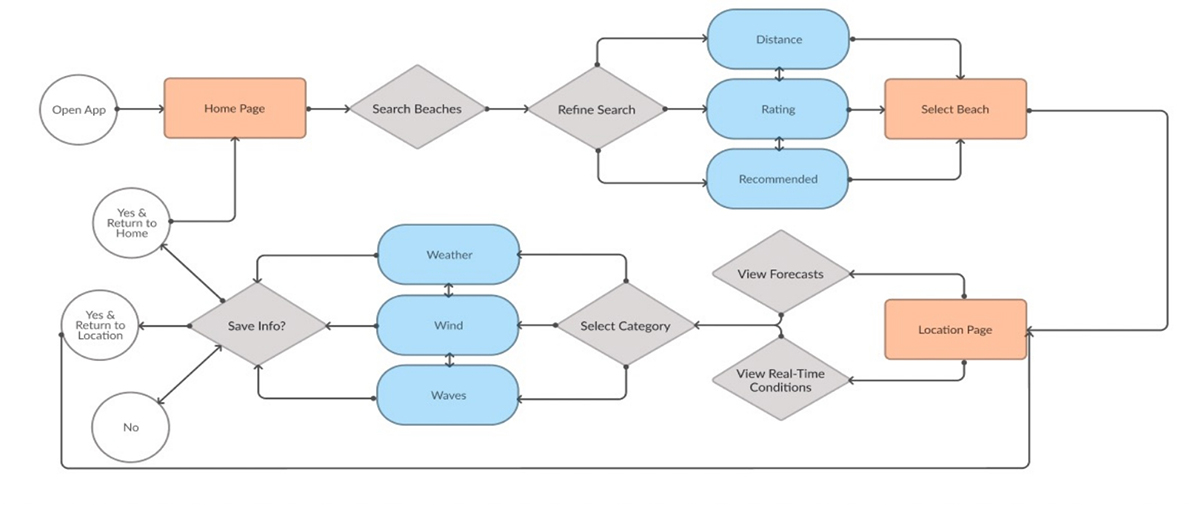 Distance
Open App
Home Page
Search Beaches
Refine Search
Rating
Select Beach
Recommended
Yes &
Return to
Home
Weather
View Forecasts
Yes &
Return to
Location
Save Info?
Wind
Select Category
Location Page
View Real-Time
Conditions
Waves
No